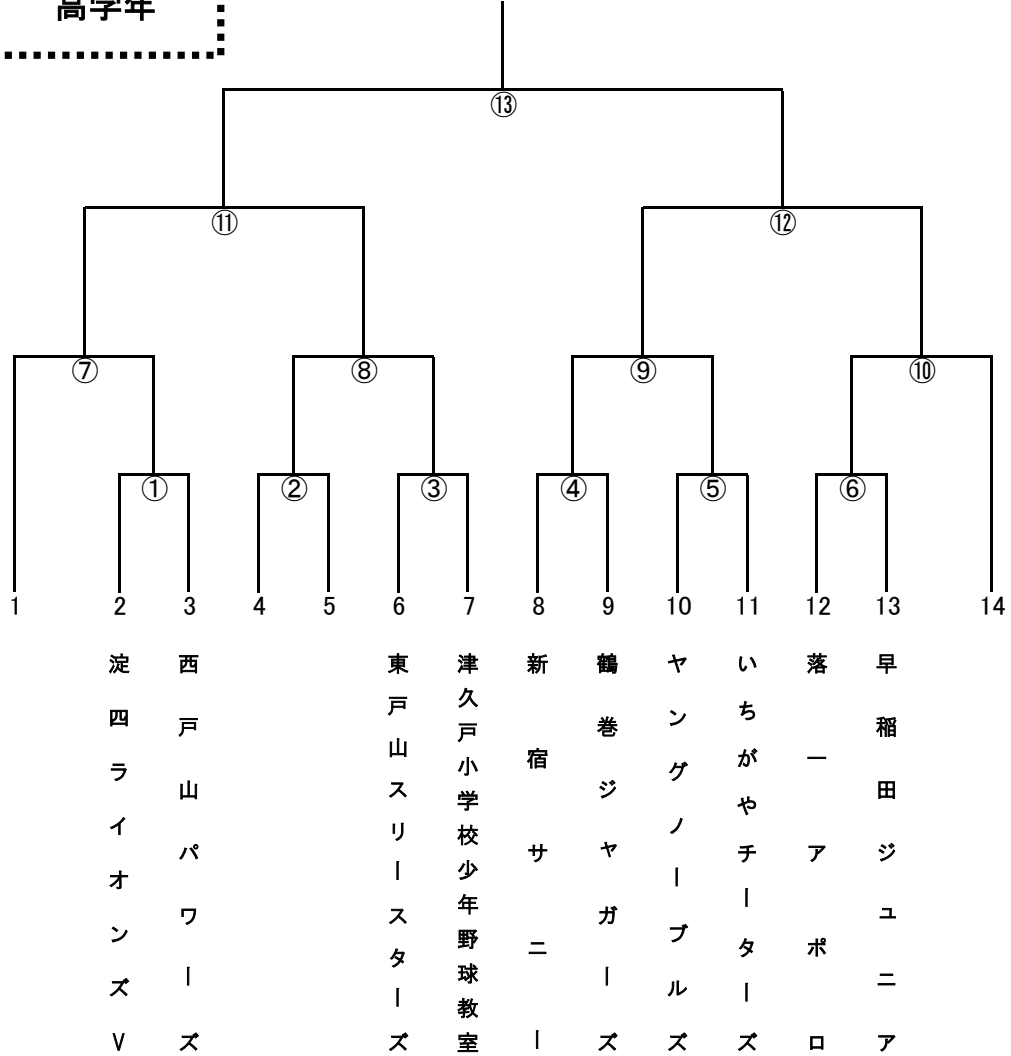 高学年
⑬
⑪
⑫
⑦
⑧
⑨
⑩
①
②
③
④
⑤
⑥
1 2 3 4 5 6 7 8 9 10 11 12 13 14
淀四ライオンズV
西戸山パワーズ
東戸山スリースターズ
津久戸小学校少年野球教室
新宿サニー
鶴巻ジャガーズ
ヤングノーブルズ
いちがやチーターズ
落一アポロ
早稲田ジュニア